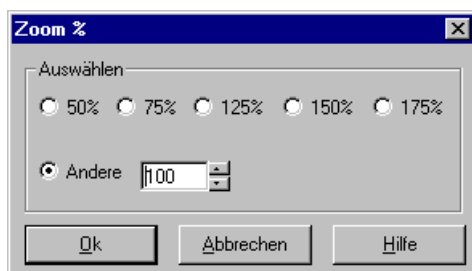 Zoom %
Auswählen
50% 75% 125% 150% 175%
Andere 100
Ok Abbrechen Hilfe